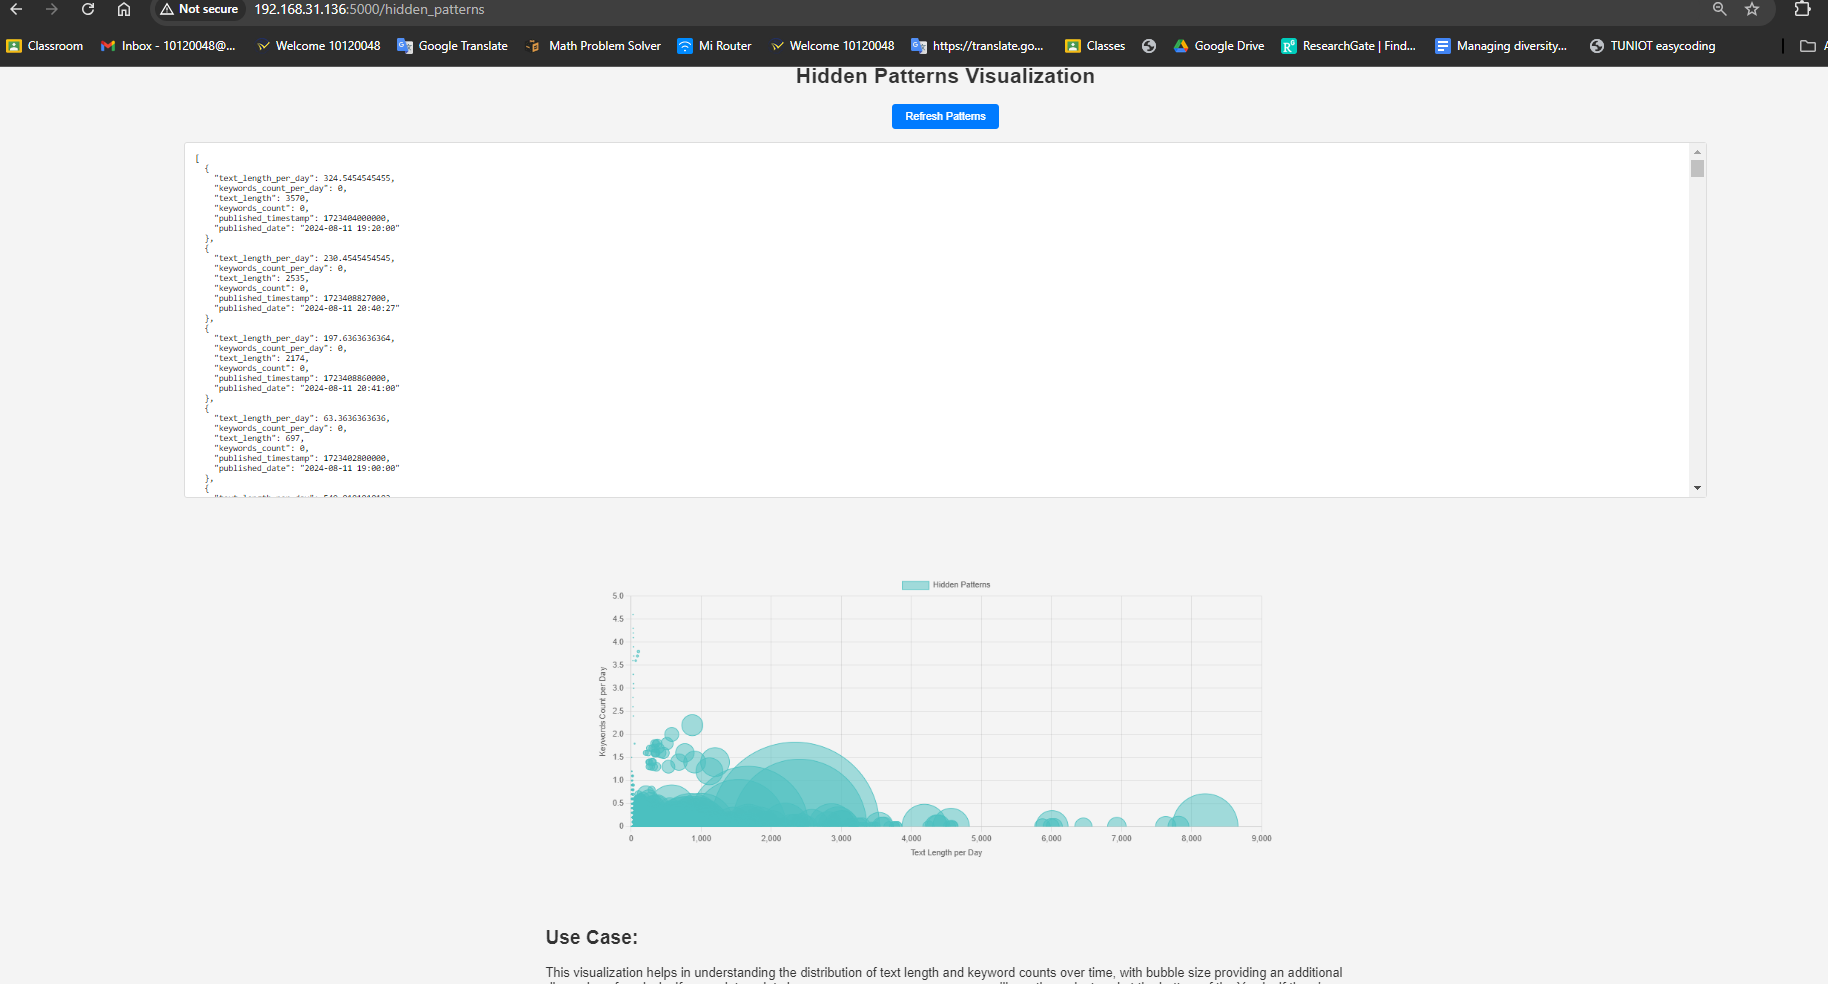 Not secure 192.168.31.136:5000/hidden_patterns
Classroom Inbox - 10120048@... Welcome 10120048 Google Translate Math Problem Solver Mi Router Welcome 10120048 https://translate.go... Classes Google Drive ResearchGate | Find... Managing diversity,... TUNIOT easycoding
Hidden Patterns Visualization
Refresh Patterns
[
{
"text_length_per_day": 324.5454545455,
"keywords_count_per_day": 0,
"text_length": 3570,
"keywords_count": 0,
"published_timestamp": 1723404000000,
"published_date": "2024-08-11 19:20:00"
},
{
"text_length_per_day": 230.4545454545,
"keywords_count_per_day": 0,
"text_length": 2535,
"keywords_count": 0,
"published_timestamp": 1723408827000,
"published_date": "2024-08-11 20:40:27"
},
{
"text_length_per_day": 197.6363636364,
"keywords_count_per_day": 0,
"text_length": 2174,
"keywords_count": 0,
"published_timestamp": 1723408860000,
"published_date": "2024-08-11 20:41:00"
},
{
"text_length_per_day": 63.3636363636,
"keywords_count_per_day": 0,
"text_length": 697,
"keywords_count": 0,
"published_timestamp": 1723402800000,
"published_date": "2024-08-11 19:00:00"
},
{
Hidden Patterns
5.0
4.5
4.0
3.5
3.0
2.5
2.0
1.5
1.0
0.5
0
Keywords Count per Day
0 1,000 2,000 3,000 4,000 5,000 6,000 7,000 8,000 9,000
Text Length per Day
Use Case:
This visualization helps in understanding the distribution of text length and keyword counts over time, with bubble size providing an additional